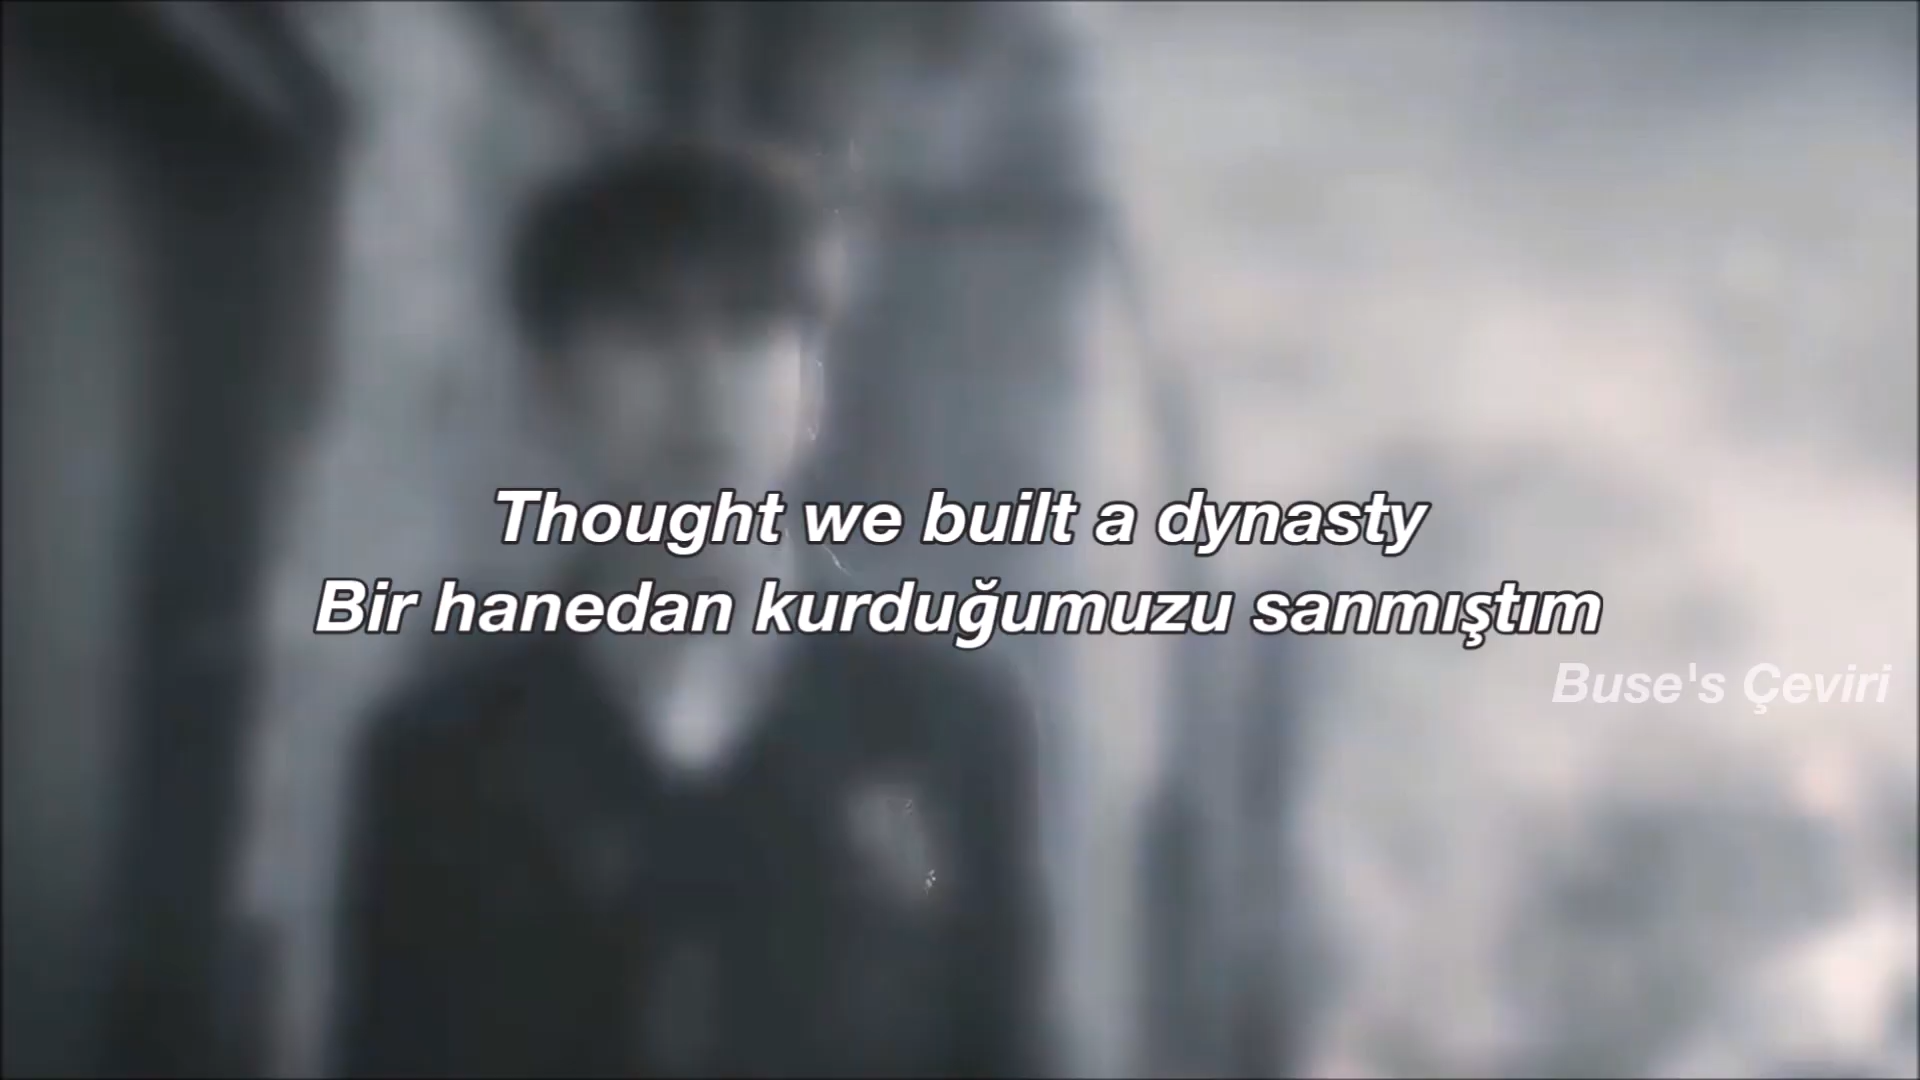 Thought we built a dynasty
Bir hanedan kurduğumuzu sanmıştım
Buse's Çeviri